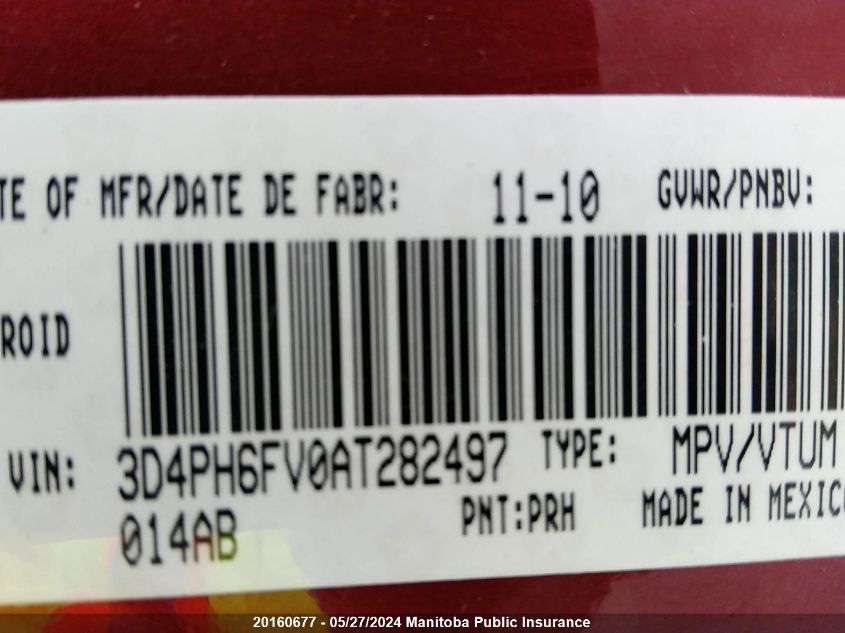 TE OF MFR/DATE DE FABR: 11-10 GVWR/PNBV:
ROID
VIN: 3D4PH6FV0AT282497 TYPE: MPV/VTUM
014AB PNT:PRH MADE IN MEXICO
20160677 - 05/27/2024 Manitoba Public Insurance